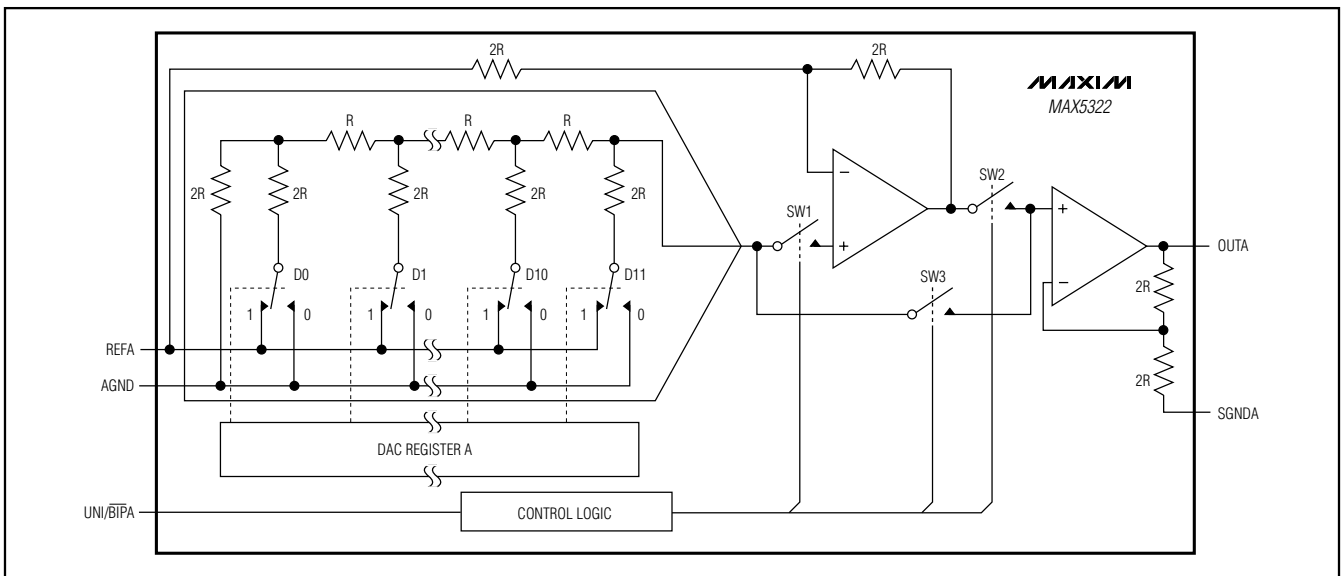 2R 2R
MAXIM
MAX5322
R R R
2R 2R 2R 2R 2R
SW1 SW2
SW3
− + + −
OUTA
D0 D1 D10 D11
1 0 1 0 1 0 1 0
2R
REFA
AGND
2R
SGNDA
DAC REGISTER A
UNI/B̅I̅P̅A
CONTROL LOGIC